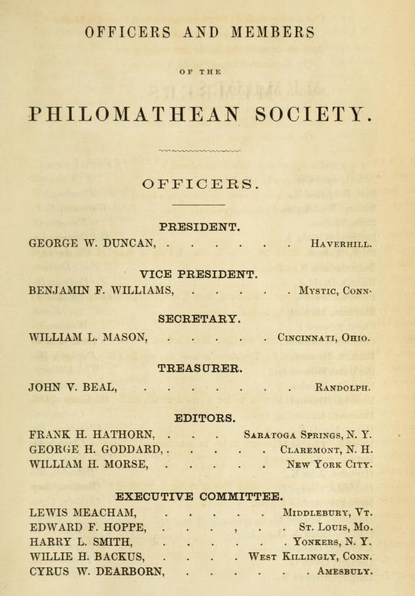 OFFICERS AND MEMBERS
OF THE
PHILOMATHEAN SOCIETY.
OFFICERS.
PRESIDENT.
GEORGE W. DUNCAN, . . . . . . HAVERHILL.
VICE PRESIDENT.
BENJAMIN F. WILLIAMS, . . . . . MYSTIC, CONN.
SECRETARY.
WILLIAM L. MASON, . . . . . CINCINNATI, OHIO.
TREASURER.
JOHN V. BEAL, . . . . . . . RANDOLPH.
EDITORS.
FRANK H. HATHORN, . . . SARATOGA SPRINGS, N. Y.
GEORGE H. GODDARD, . . . . . CLAREMONT, N. H.
WILLIAM H. MORSE, . . . . . NEW YORK CITY.
EXECUTIVE COMMITTEE.
LEWIS MEACHAM, . . . . . MIDDLEBURY, VT.
EDWARD F. HOPPE, . . . , . . ST. LOUIS, MO.
HARRY L. SMITH, . . . . . YONKERS, N. Y.
WILLIE H. BACKUS, . . . . WEST KILLINGLY, CONN.
CYRUS W. DEARBORN, . . . . . . AMESBULY.